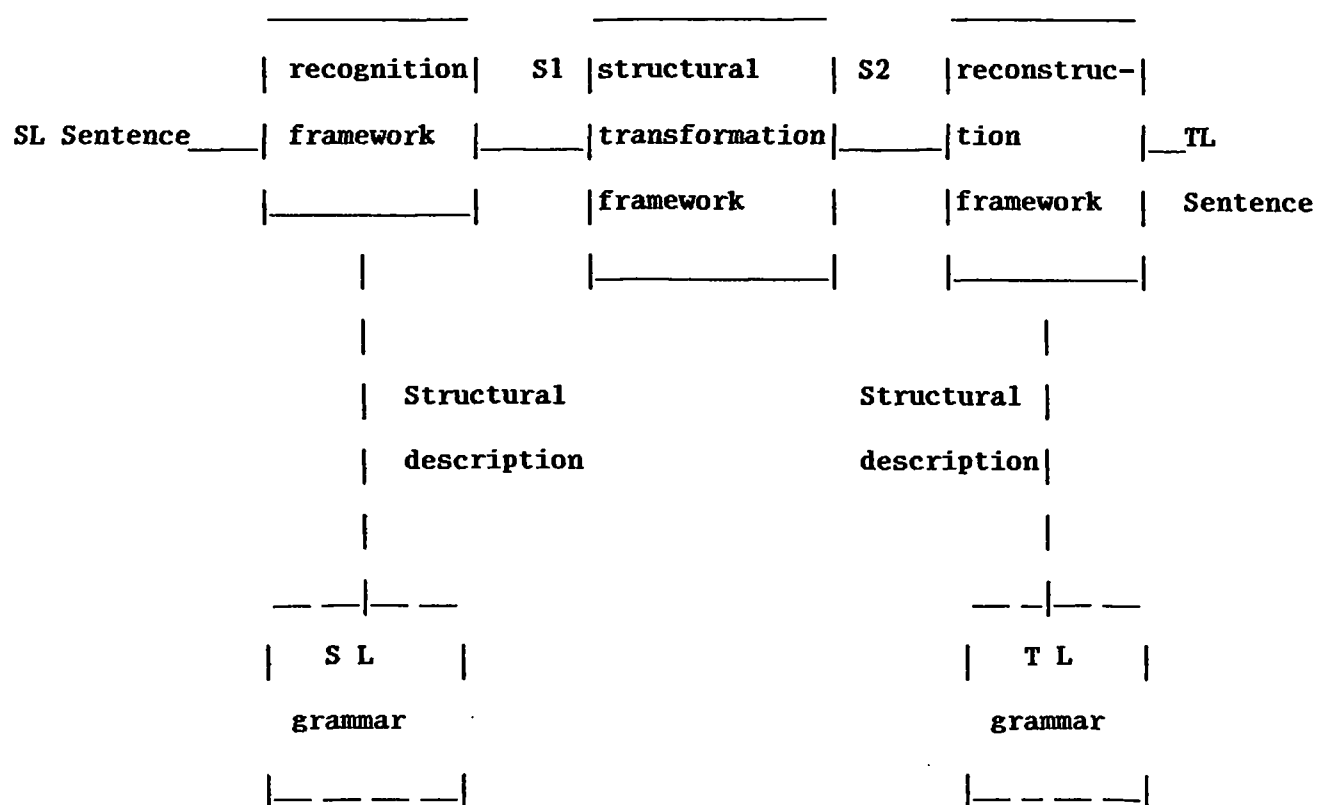 recognition S1 structural S2 reconstruc-
SL Sentence framework transformation tion TL
framework framework Sentence
Structural Structural
description description
S L T L
grammar grammar